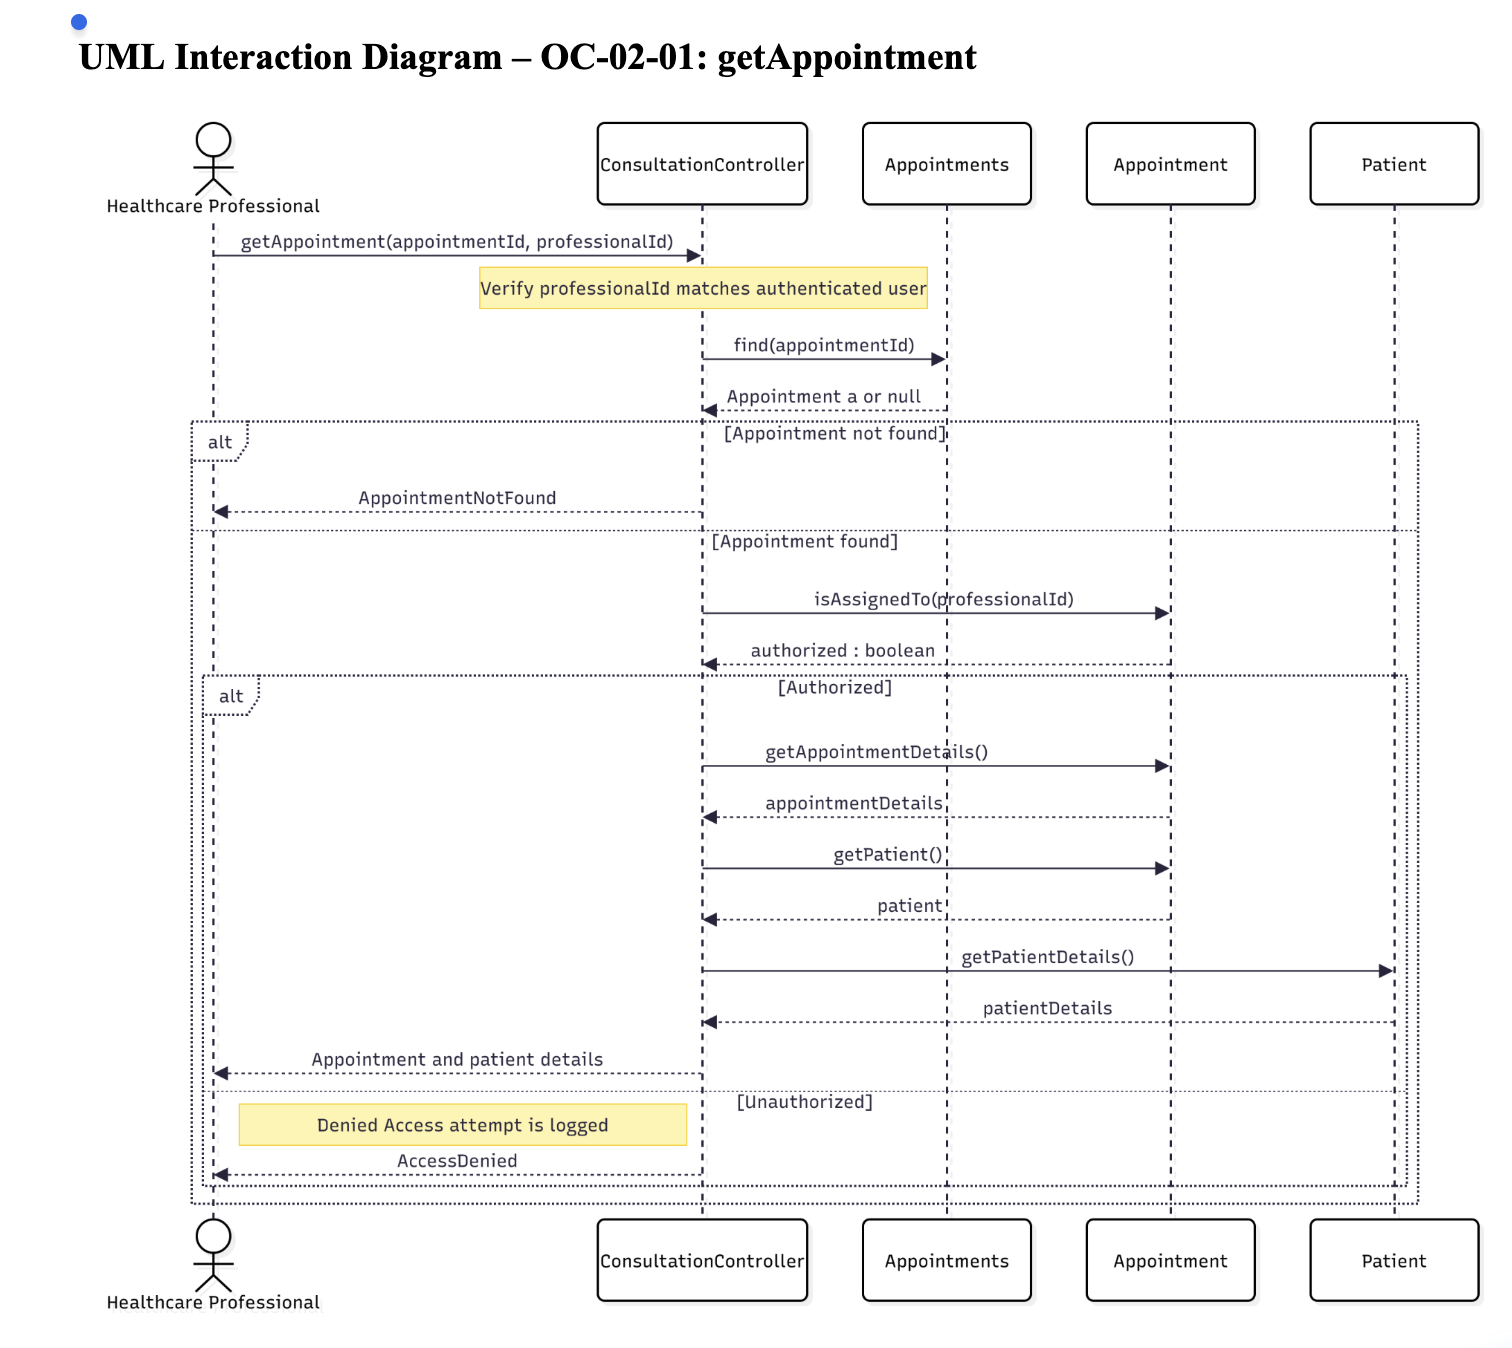 UML Interaction Diagram – OC-02-01: getAppointment
Healthcare Professional
ConsultationController
Appointments
Appointment
Patient
getAppointment(appointmentId, professionalId)
Verify professionalId matches authenticated user
find(appointmentId)
Appointment a or null
alt
[Appointment not found]
AppointmentNotFound
[Appointment found]
isAssignedTo(professionalId)
authorized : boolean
alt
[Authorized]
getAppointmentDetails()
appointmentDetails
getPatient()
patient
getPatientDetails()
patientDetails
Appointment and patient details
[Unauthorized]
Denied Access attempt is logged
AccessDenied
Healthcare Professional
ConsultationController
Appointments
Appointment
Patient